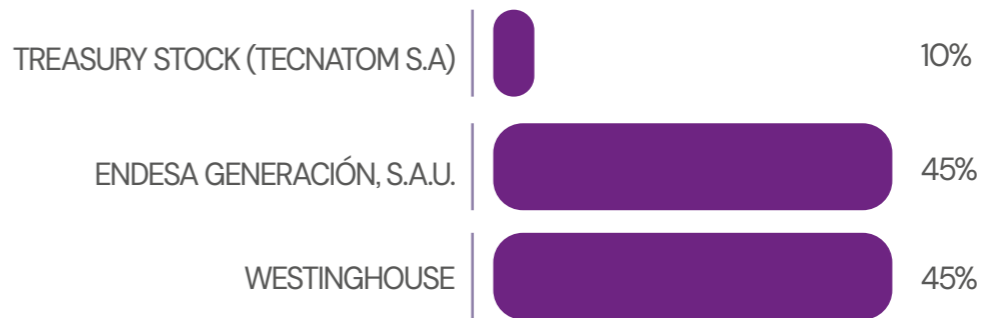 TREASURY STOCK (TECNATOM S.A) 10%
ENDESA GENERACIÓN, S.A.U. 45%
WESTINGHOUSE 45%